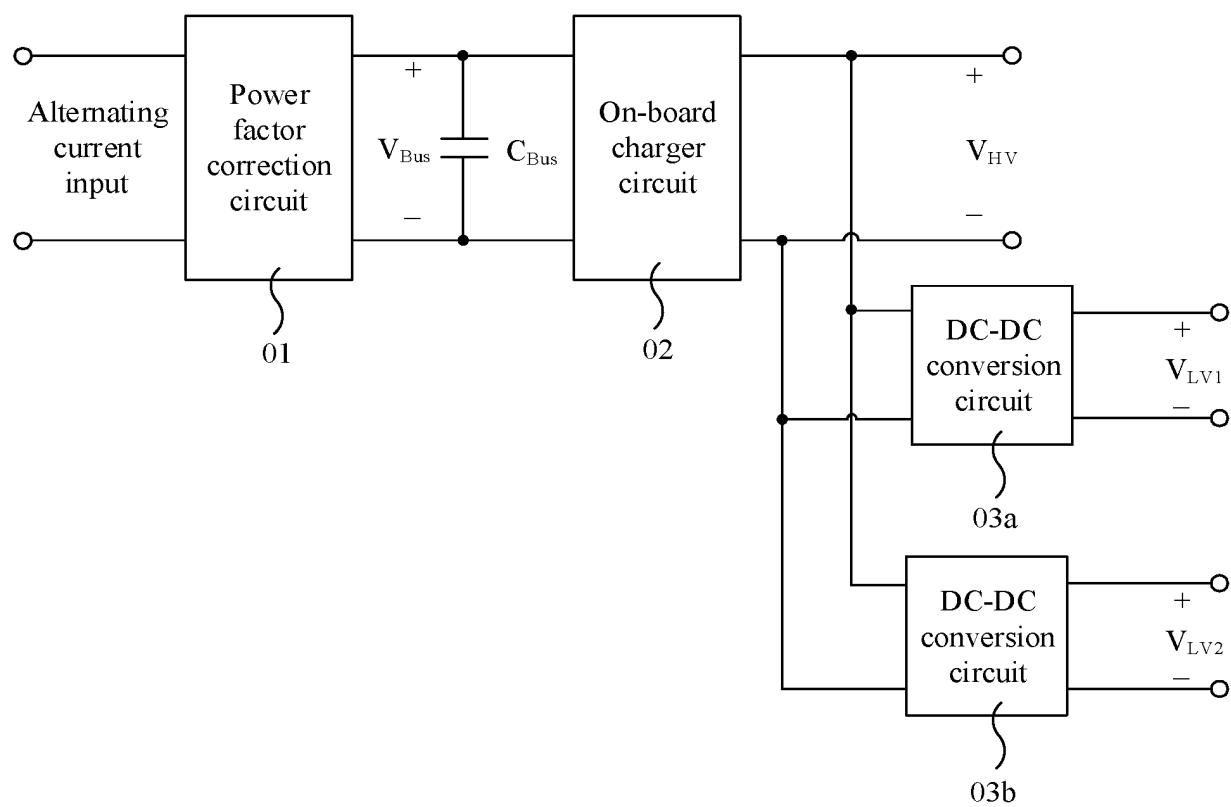 Alternating
current
input
Power
factor
correction
circuit
01
+
V_Bus
−
C_Bus
On-board
charger
circuit
02
+
V_HV
−
DC-DC
conversion
circuit
03a
+
V_LV1
−
DC-DC
conversion
circuit
03b
+
V_LV2
−